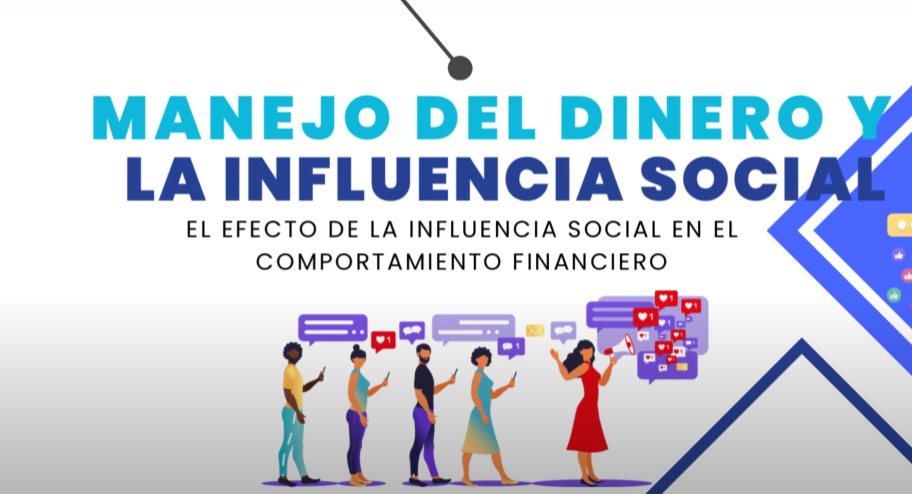 MANEJO DEL DINERO Y
LA INFLUENCIA SOCIAL
EL EFECTO DE LA INFLUENCIA SOCIAL EN EL
COMPORTAMIENTO FINANCIERO